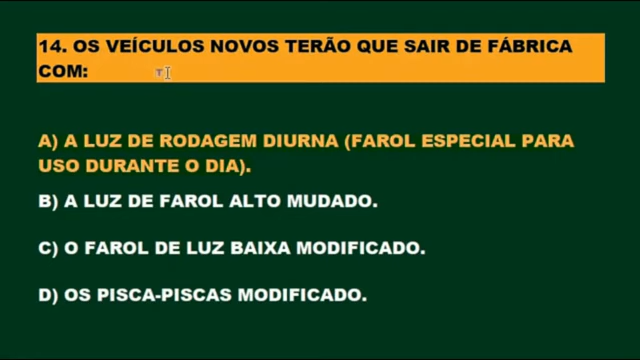 14. OS VEÍCULOS NOVOS TERÃO QUE SAIR DE FÁBRICA
COM:
A) A LUZ DE RODAGEM DIURNA (FAROL ESPECIAL PARA
USO DURANTE O DIA).
B) A LUZ DE FAROL ALTO MUDADO.
C) O FAROL DE LUZ BAIXA MODIFICADO.
D) OS PISCA-PISCAS MODIFICADO.